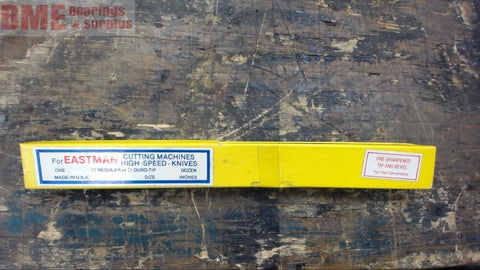 BME Bearings
& Surplus
For EASTMAN CUTTING MACHINES
HIGH-SPEED-KNIVES
ONE ☐ REGULAR or ☐ DURO-TIP DOZEN
MADE IN U.S.A. SIZE INCHES
PRE-SHARPENED
TIP AND BEVEL
For Your Convenience